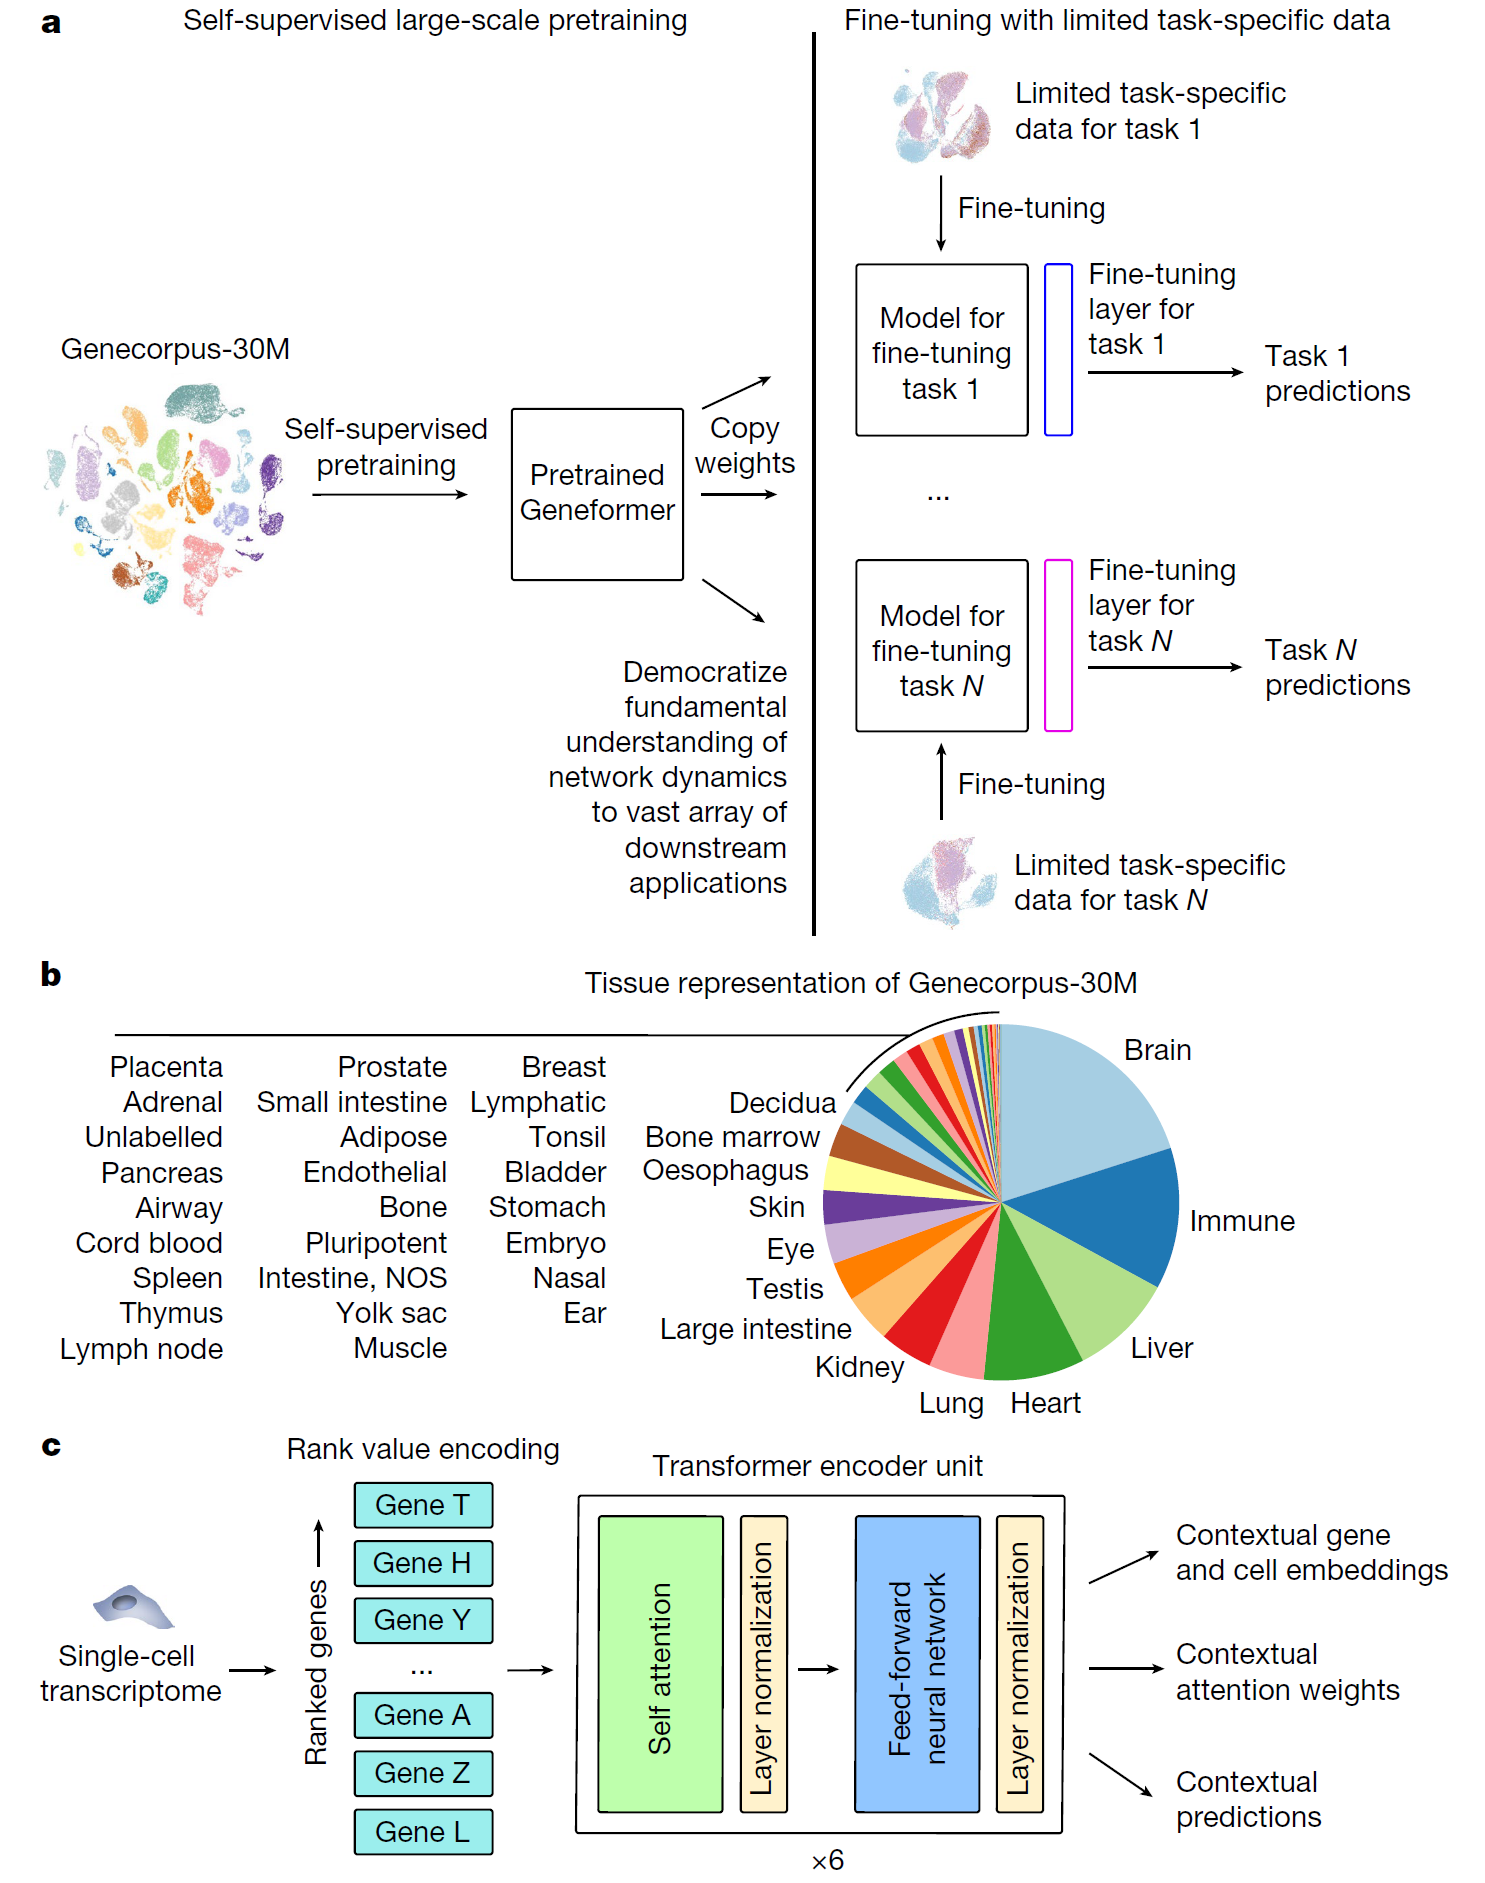 a
Self-supervised large-scale pretraining
Fine-tuning with limited task-specific data
Limited task-specific
data for task 1
Fine-tuning
Genecorpus-30M
Self-supervised
pretraining
Pretrained
Geneformer
Copy
weights
Democratize
fundamental
understanding of
network dynamics
to vast array of
downstream
applications
Model for
fine-tuning
task 1
Fine-tuning
layer for
task 1
Task 1
predictions
...
Model for
fine-tuning
task N
Fine-tuning
layer for
task N
Task N
predictions
Fine-tuning
Limited task-specific
data for task N
b
Tissue representation of Genecorpus-30M
Placenta
Adrenal
Unlabelled
Pancreas
Airway
Cord blood
Spleen
Thymus
Lymph node
Prostate
Small intestine
Adipose
Endothelial
Bone
Pluripotent
Intestine, NOS
Yolk sac
Muscle
Breast
Lymphatic
Tonsil
Bladder
Stomach
Embryo
Nasal
Ear
Decidua
Bone marrow
Oesophagus
Skin
Eye
Testis
Large intestine
Kidney
Lung
Heart
Liver
Immune
Brain
c
Single-cell
transcriptome
Rank value encoding
Ranked genes
Gene T
Gene H
Gene Y
...
Gene A
Gene Z
Gene L
Transformer encoder unit
Self attention
Layer normalization
Feed-forward
neural network
Layer normalization
×6
Contextual gene
and cell embeddings
Contextual
attention weights
Contextual
predictions